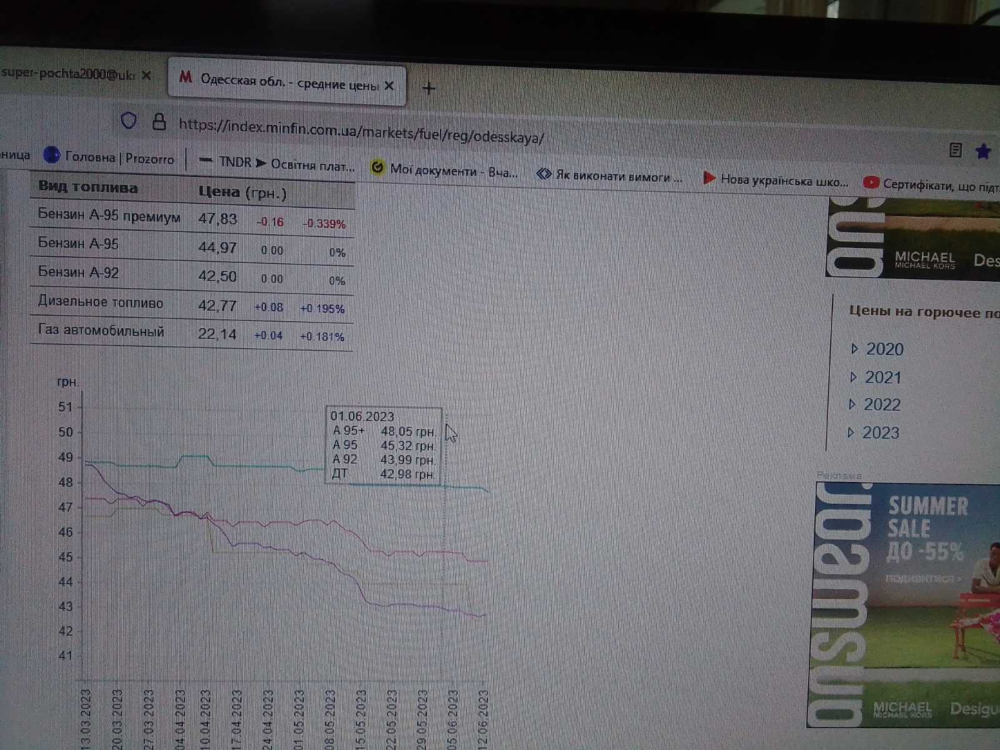 super-pochta2000@ukr
Одесская обл. - средние цены
https://index.minfin.com.ua/markets/fuel/reg/odesskaya/
ница Головна | Prozorro TNDR ➤ Освітня плат... Мої документи - Вча... Як виконати вимоги ... Нова українська шко... Сертифікати, що підт
Вид топлива Цена (грн.)
Бензин А-95 премиум 47,83 -0.16 -0.339%
Бензин А-95 44,97 0.00 0%
Бензин А-92 42,50 0.00 0%
Дизельное топливо 42,77 +0.08 +0.195%
Газ автомобильный 22,14 +0.04 +0.181%
MICHAEL
MICHAEL KORS
Des
Цены на горючее по
2020
2021
2022
2023
грн.
51
50
49
48
47
46
45
44
43
42
41
01.06.2023
А 95+ 48,05 грн.
А 95 45,32 грн.
А 92 43,99 грн.
ДТ 42,98 грн.
13.03.2023 20.03.2023 27.03.2023 04.04.2023 10.04.2023 17.04.2023 24.04.2023 01.05.2023 08.05.2023 15.05.2023 22.05.2023 29.05.2023 05.06.2023 12.06.2023
Реклама
SUMMER
SALE
ДО -55%
ПОДИВИТИСЯ >
MICHAEL
MICHAEL KORS
Desigu